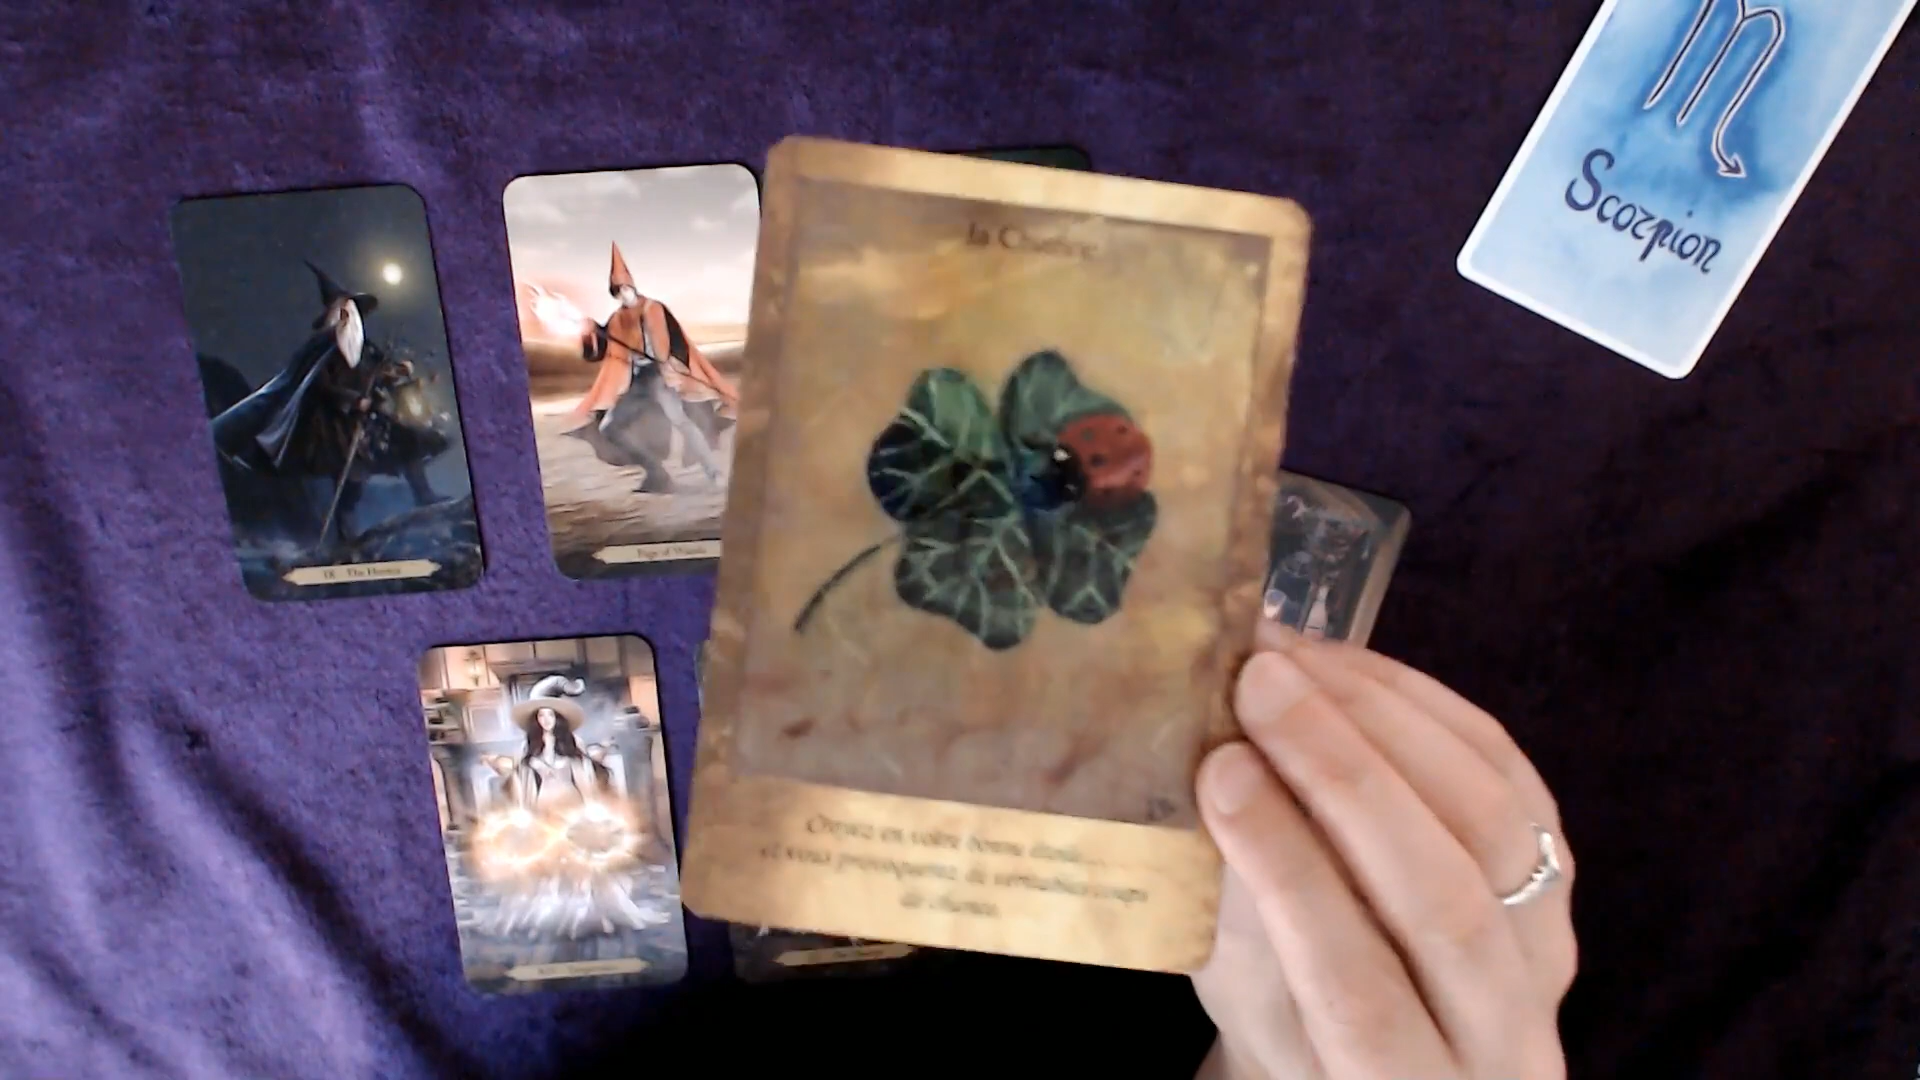 la Chance
Scorpion
IX The Hermit
Page of Wands
Croyez en votre bonne étoile...
et vous provoquerez de véritables coups
de chance.